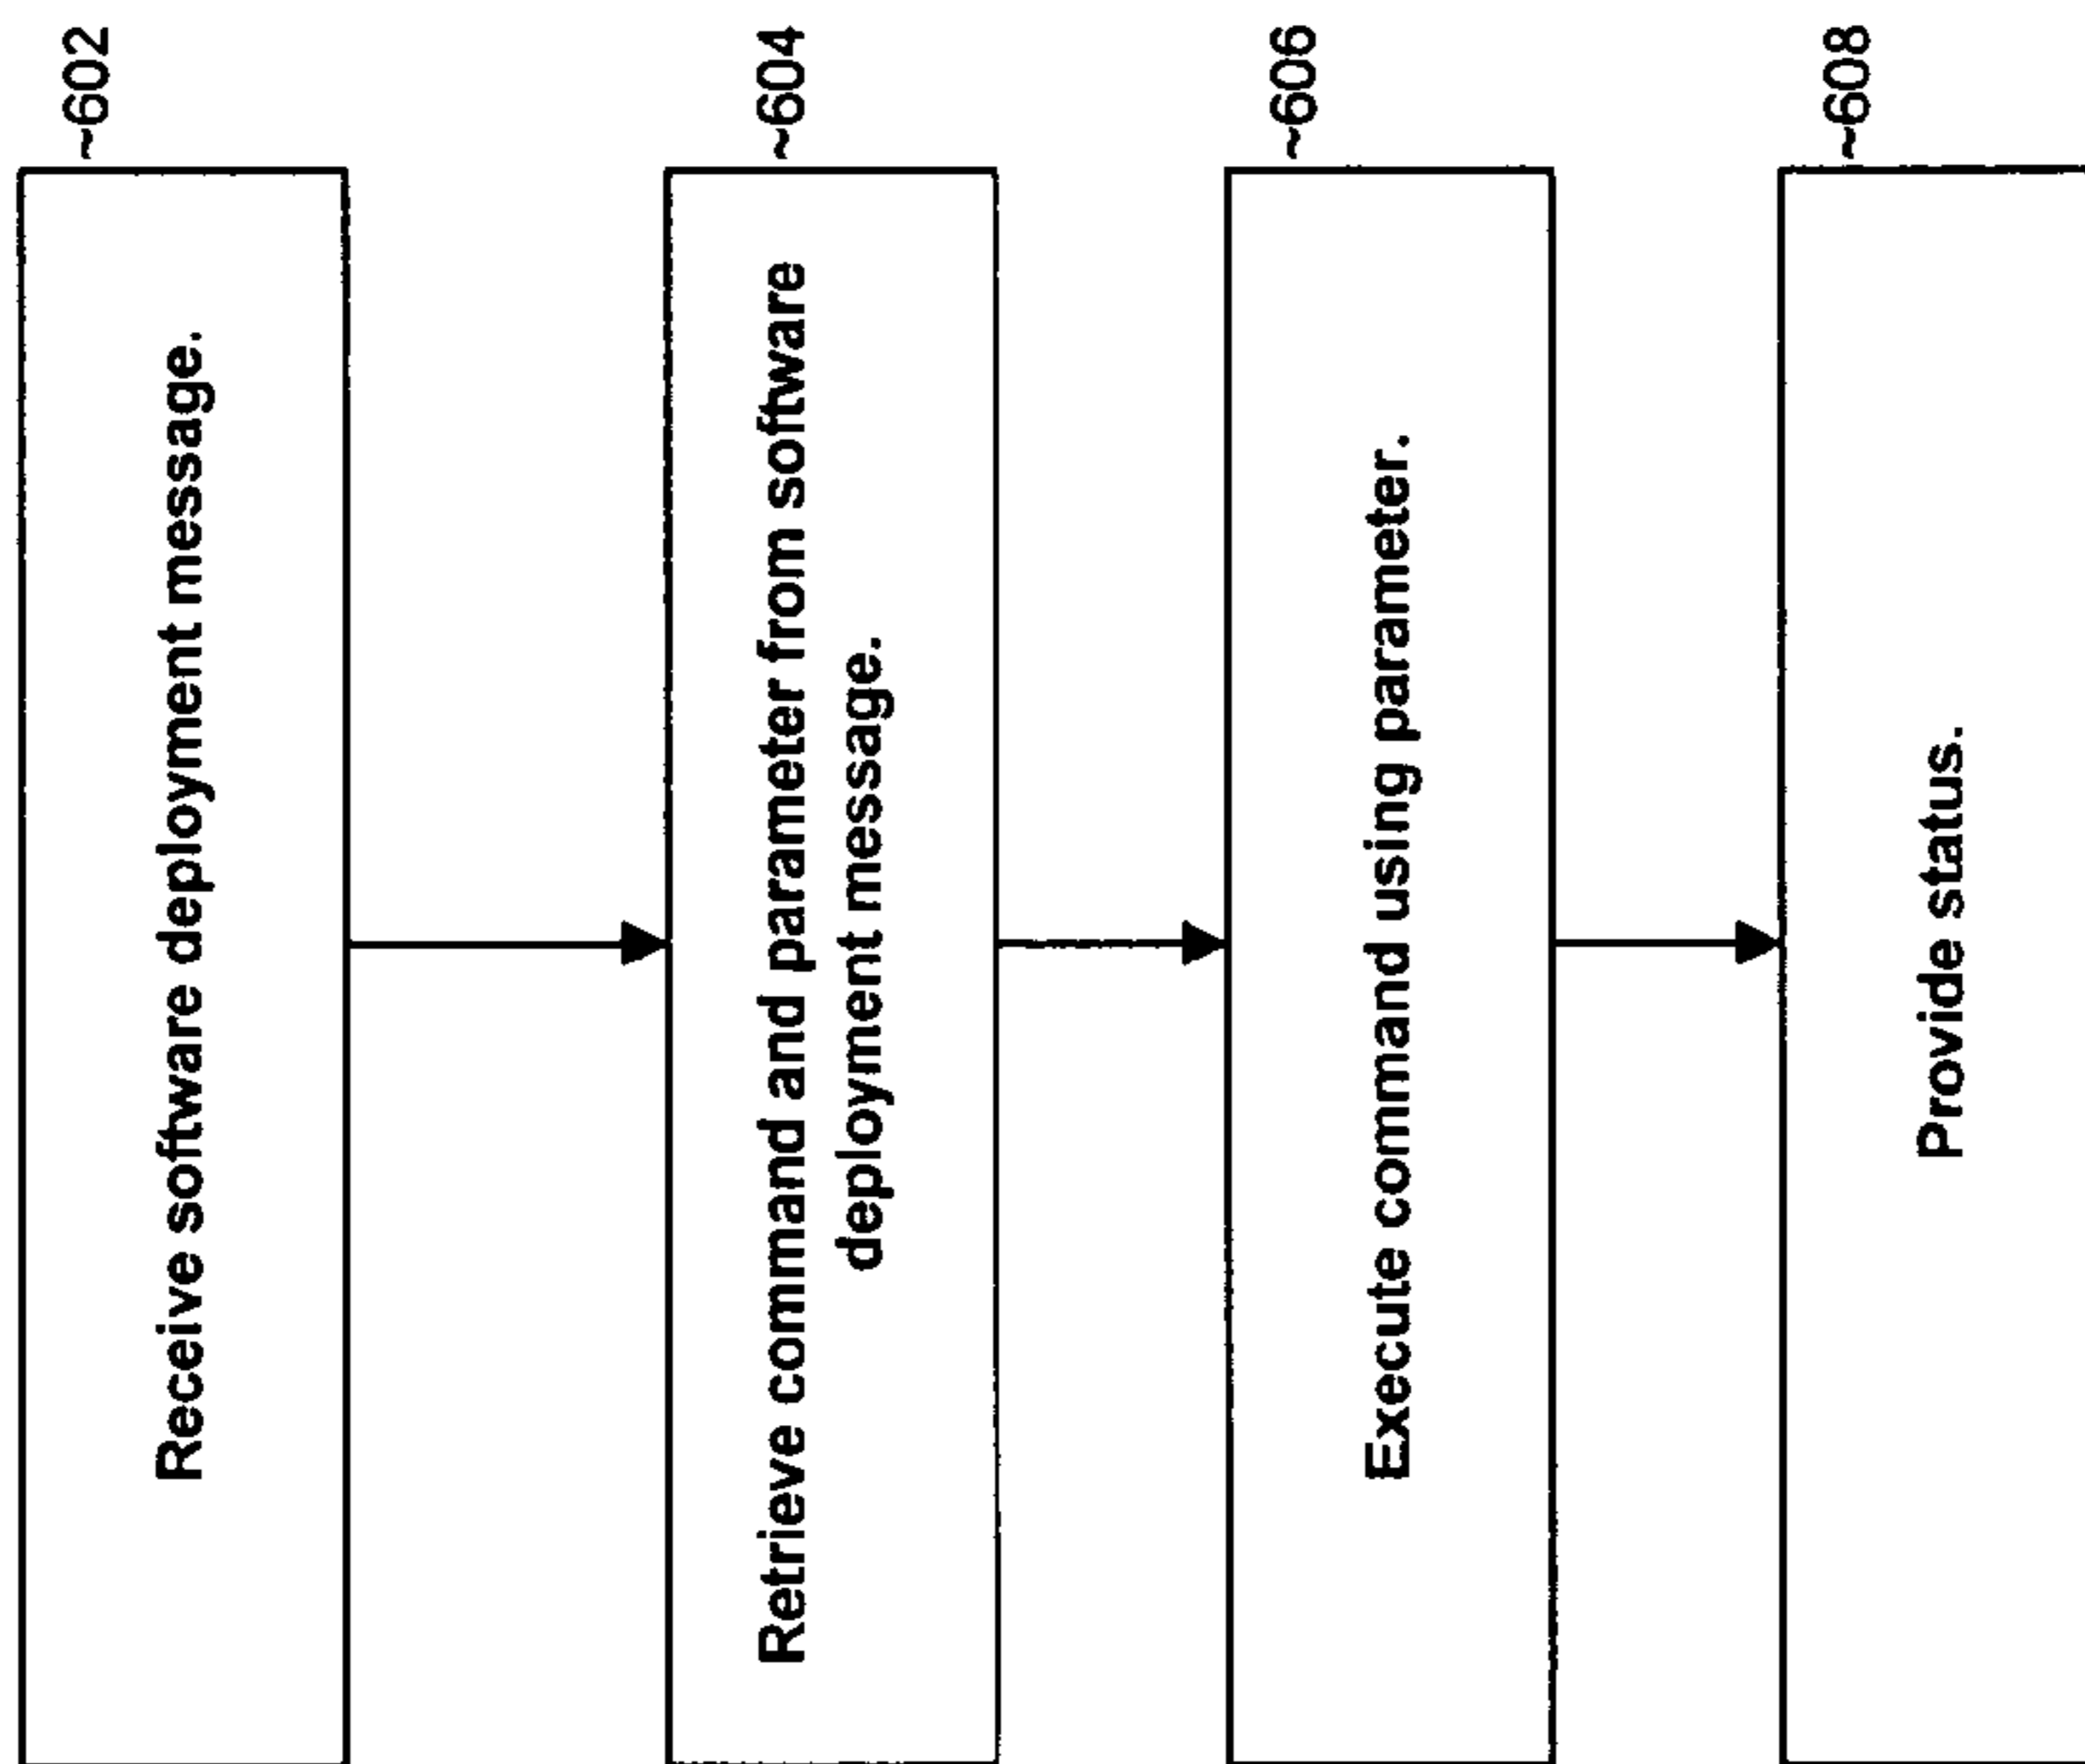 Receive software deployment message.
~602
Retrieve command and parameter from software
deployment message.
~604
Execute command using parameter.
~606
Provide status.
~608